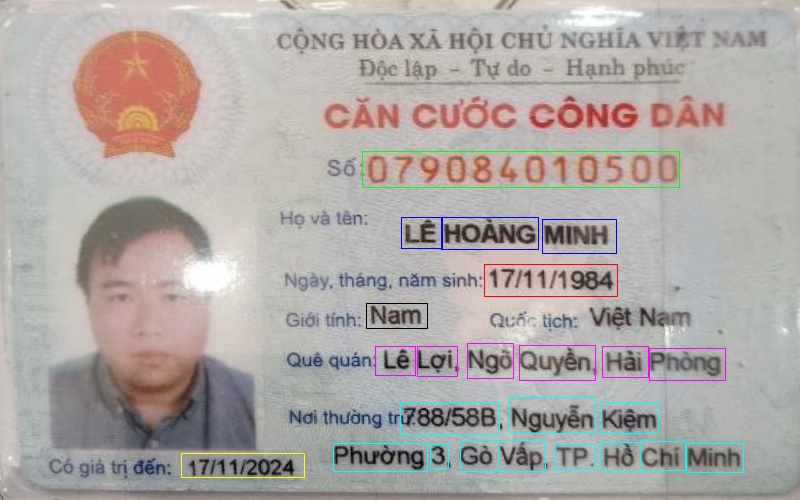 CỘNG HÒA XÃ HỘI CHỦ NGHĨA VIỆT NAM
Độc lập – Tự do – Hạnh phúc
CĂN CƯỚC CÔNG DÂN
Số: 079084010500
Họ và tên: LÊ HOÀNG MINH
Ngày, tháng, năm sinh: 17/11/1984
Giới tính: Nam Quốc tịch: Việt Nam
Quê quán: Lê Lợi, Ngô Quyền, Hải Phòng
Nơi thường trú: 788/58B, Nguyễn Kiệm
Phường 3, Gò Vấp, TP. Hồ Chí Minh
Có giá trị đến: 17/11/2024